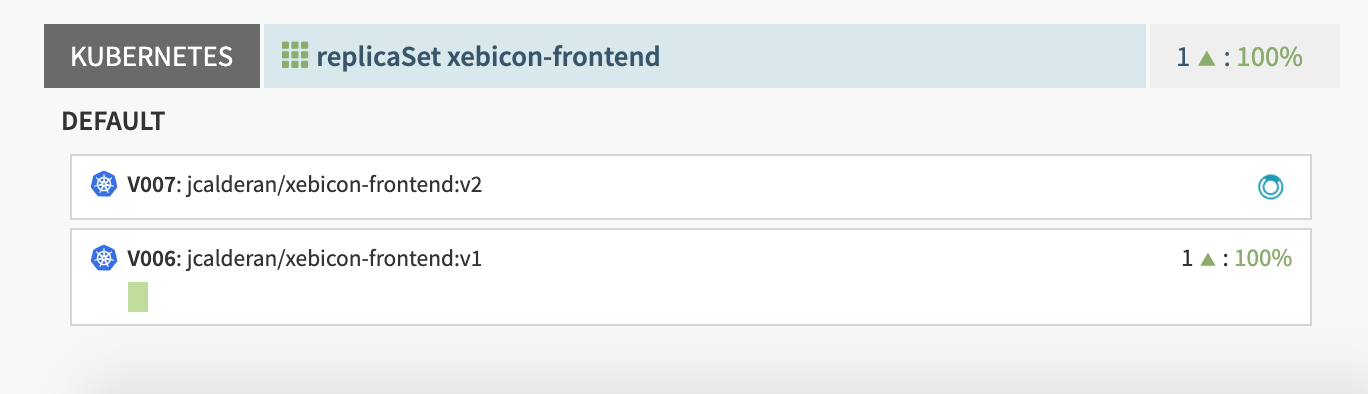 KUBERNETES replicaSet xebicon-frontend 1 ▲ : 100%
DEFAULT
V007: jcalderan/xebicon-frontend:v2
V006: jcalderan/xebicon-frontend:v1 1 ▲ : 100%